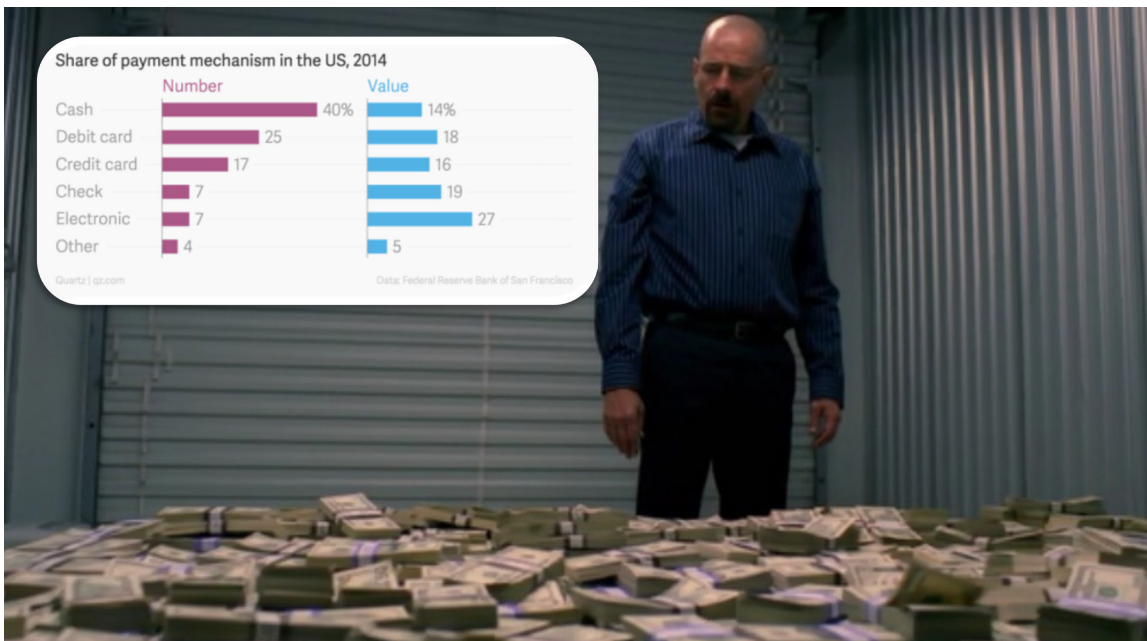 Share of payment mechanism in the US, 2014
Number Value
Cash 40% 14%
Debit card 25 18
Credit card 17 16
Check 7 19
Electronic 7 27
Other 4 5
Quartz | qz.com Data: Federal Reserve Bank of San Francisco